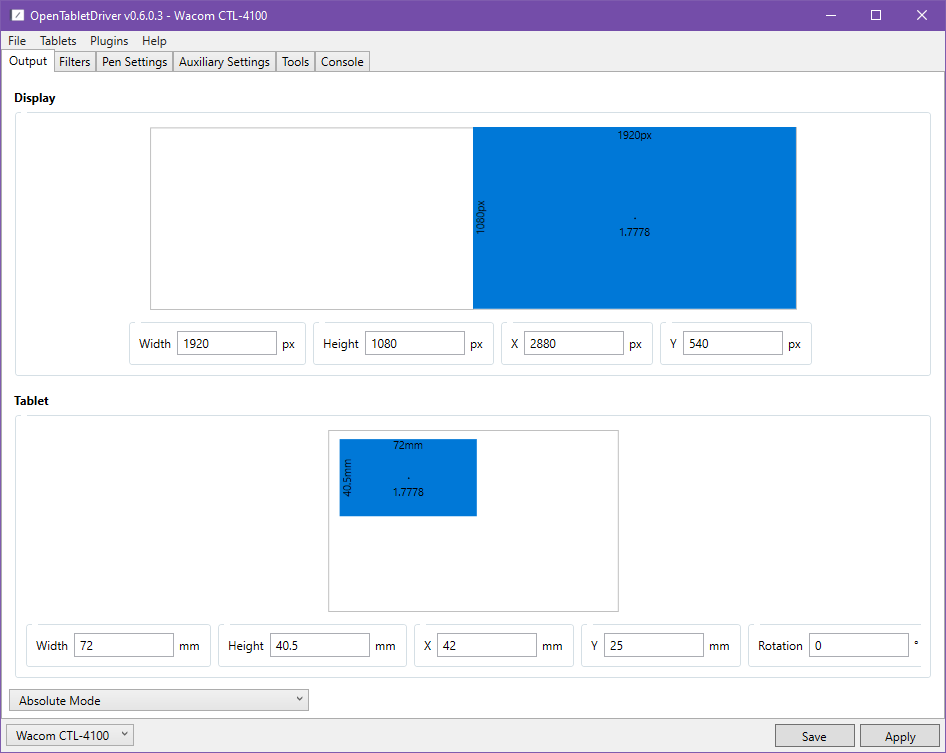 OpenTabletDriver v0.6.0.3 - Wacom CTL-4100
File Tablets Plugins Help
Output Filters Pen Settings Auxiliary Settings Tools Console
Display
1920px
1080px
1.7778
Width 1920 px Height 1080 px X 2880 px Y 540 px
Tablet
72mm
40.5mm
1.7778
Width 72 mm Height 40.5 mm X 42 mm Y 25 mm Rotation 0 °
Absolute Mode
Wacom CTL-4100 Save Apply